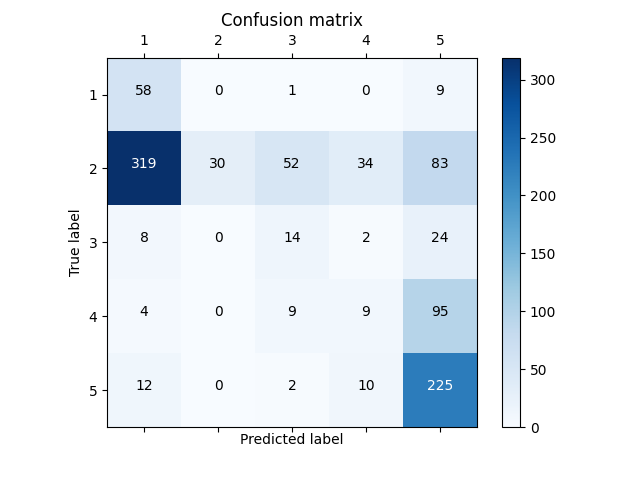 Confusion matrix
1 2 3 4 5
1 58 0 1 0 9
2 319 30 52 34 83
3 8 0 14 2 24
4 4 0 9 9 95
5 12 0 2 10 225
True label
Predicted label
300
250
200
150
100
50
0